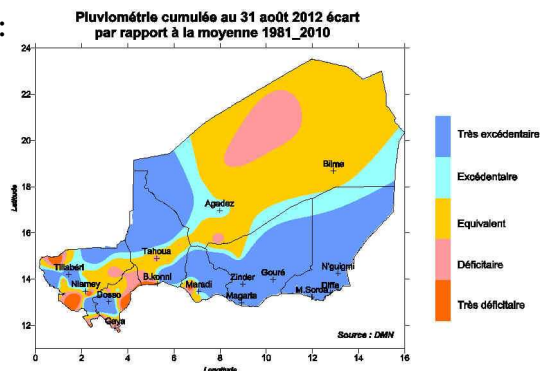 :
Pluviométrie cumulée au 31 août 2012 écart
par rapport à la moyenne 1981_2010
24
22
20
18
16
14
12
0
2
4
6
8
10
12
14
16
Latitude
Longitude
Bilma
Agadez
Tahoua
Tillabéri
B.konni
Niamey
Dosso
Gaya
Maradi
Zinder
Gouré
Magaria
N'guigmi
Diffa
M.Soroa
Source : DMN
Très excédentaire
Excédentaire
Equivalent
Déficitaire
Très déficitaire